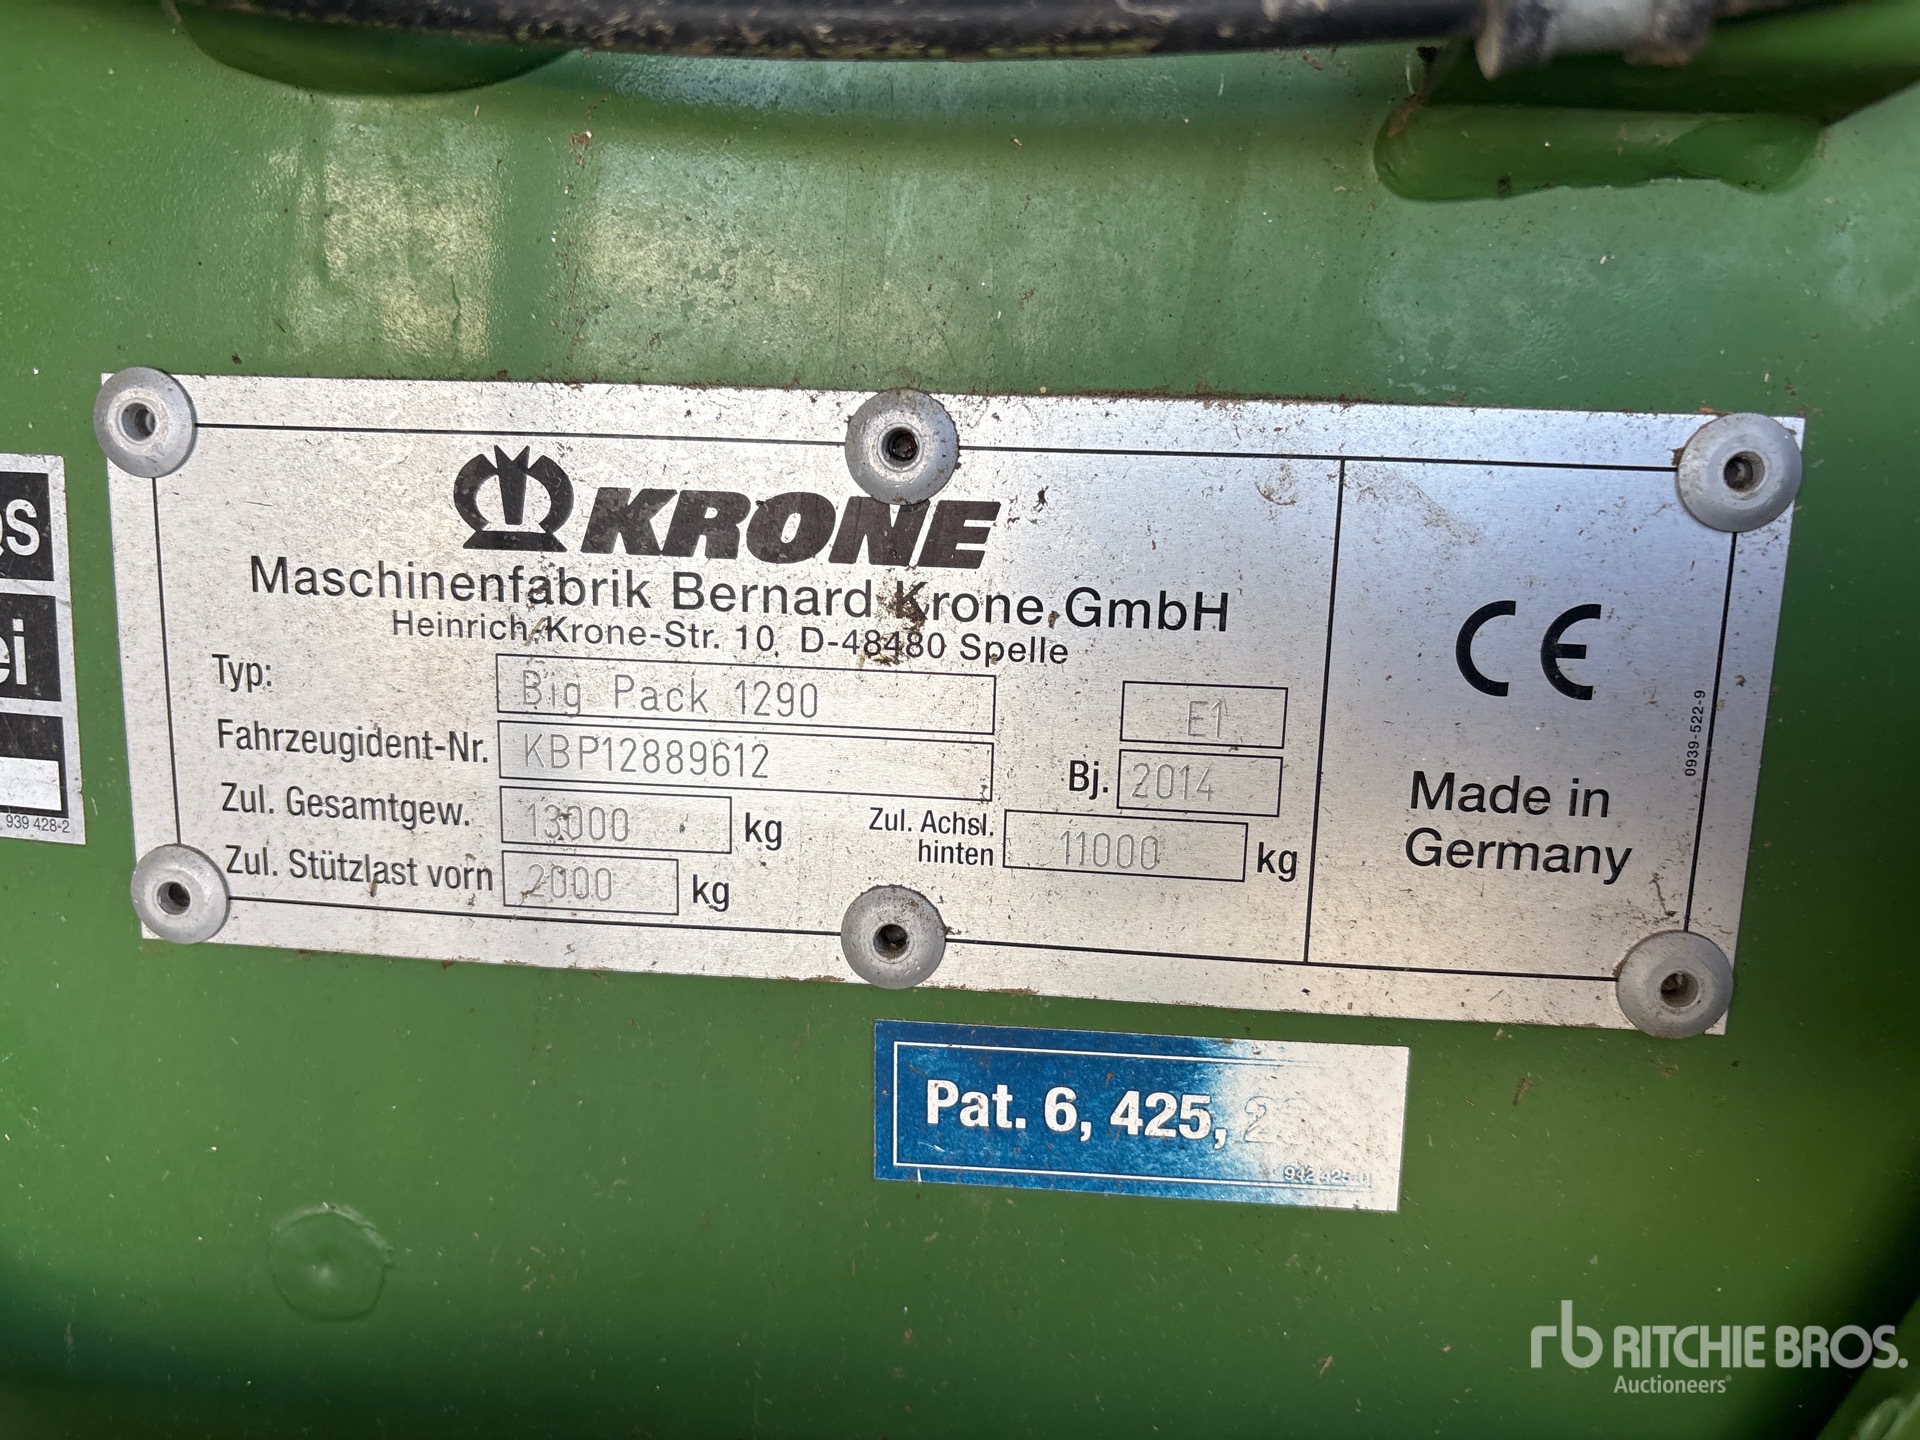 KRONE
Maschinenfabrik Bernard Krone GmbH
Heinrich-Krone-Str. 10, D-48480 Spelle
Typ: Big Pack 1290 E1
Fahrzeugident-Nr. KBP12889612 Bj. 2014
Zul. Gesamtgew. 13000 kg Zul. Achsl. hinten 11000 kg
Zul. Stützlast vorn 2000 kg
CE
Made in
Germany
0939-522-9
939 428-2
Pat. 6, 425,
rb RITCHIE BROS.
Auctioneers